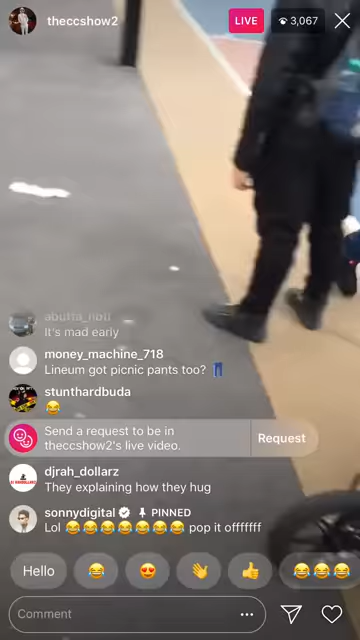 theccshow2
LIVE
3,067
It's mad early
money_machine_718
Lineum got picnic pants too? 👖
stunthardbuda
😂
Send a request to be in
theccshow2's live video.
Request
djrah_dollarz
They explaining how they hug
sonnydigital PINNED
Lol 😂😂😂😂😂😂😂 pop it offfffff
Hello 😂 😍 👋 👍 😂😂😂
Comment